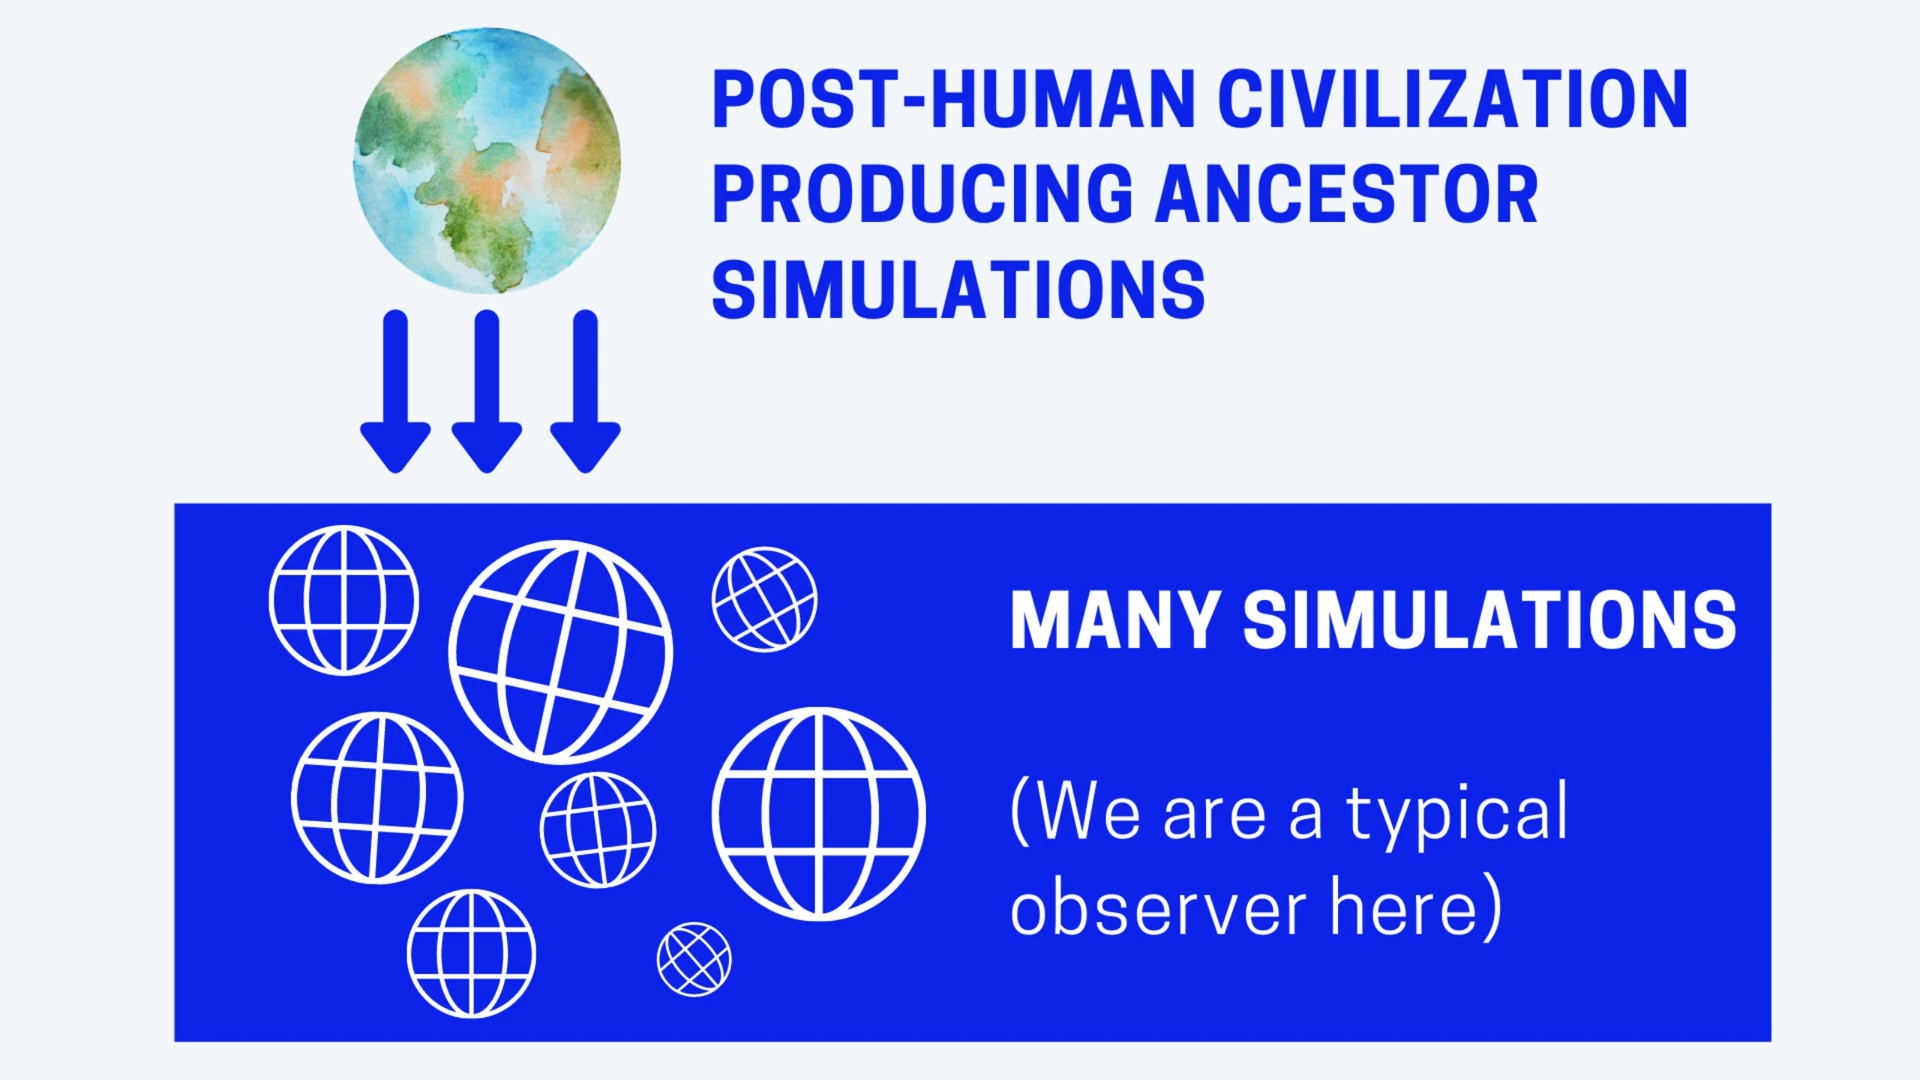 POST-HUMAN CIVILIZATION
PRODUCING ANCESTOR
SIMULATIONS
MANY SIMULATIONS
(We are a typical
observer here)